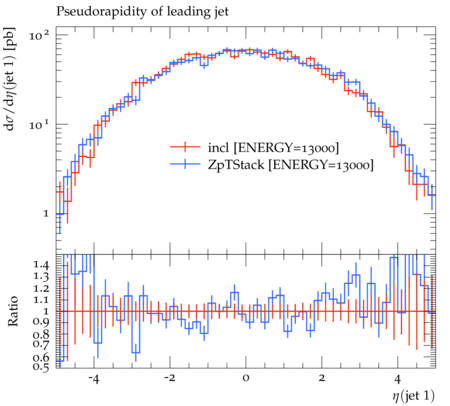 Pseudorapidity of leading jet
dσ/dη(jet 1) [pb]
10²
10¹
1
incl [ENERGY=13000]
ZpTStack [ENERGY=13000]
Ratio
1.4
1.3
1.2
1.1
1
0.9
0.8
0.7
0.6
0.5
-4 -2 0 2 4
η(jet 1)